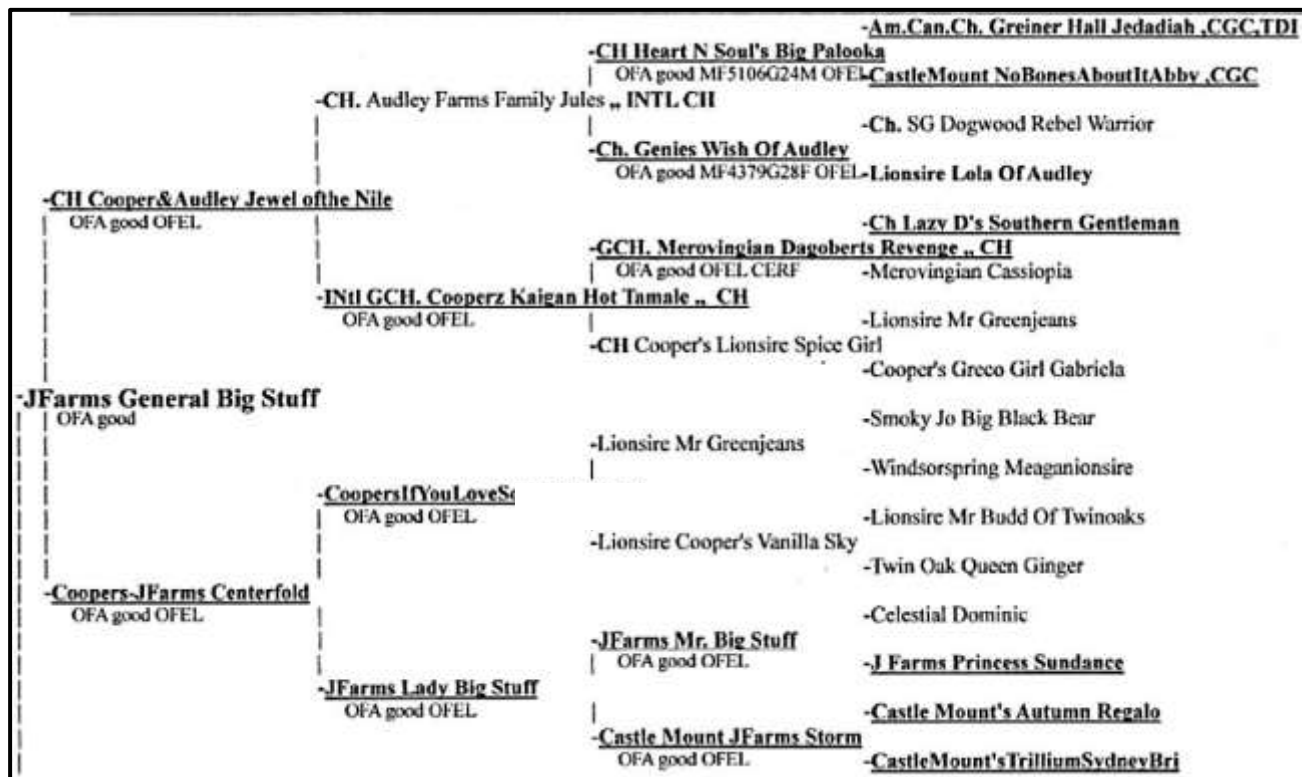 -Am.Can.Ch. Greiner Hall Jedadiah ,CGC,TDI
-CH Heart N Soul's Big Palooka
OFA good MF5106G24M OFEL
-CastleMount NoBonesAboutItAbby ,CGC
-CH. Audley Farms Family Jules ,, INTL CH
-Ch. SG Dogwood Rebel Warrior
-Ch. Genies Wish Of Audley
OFA good MF4379G28F OFEL
-Lionsire Lola Of Audley
-CH Cooper&Audley Jewel ofthe Nile
OFA good OFEL
-Ch Lazy D's Southern Gentleman
-GCH. Merovingian Dagoberts Revenge ,, CH
OFA good OFEL CERF
-Merovingian Cassiopia
-INtl GCH. Cooperz Kaigan Hot Tamale ,, CH
OFA good OFEL
-Lionsire Mr Greenjeans
-CH Cooper's Lionsire Spice Girl
-Cooper's Greco Girl Gabriela
-JFarms General Big Stuff
OFA good
-Smoky Jo Big Black Bear
-Lionsire Mr Greenjeans
-Windsorspring Meaganionsire
-CoopersIfYouLoveSo
OFA good OFEL
-Lionsire Mr Budd Of Twinoaks
-Lionsire Cooper's Vanilla Sky
-Twin Oak Queen Ginger
-Coopers-JFarms Centerfold
OFA good OFEL
-Celestial Dominic
-JFarms Mr. Big Stuff
OFA good OFEL
-J Farms Princess Sundance
-JFarms Lady Big Stuff
OFA good OFEL
-Castle Mount's Autumn Regalo
-Castle Mount JFarms Storm
OFA good OFEL
-CastleMount'sTrilliumSydneyBri